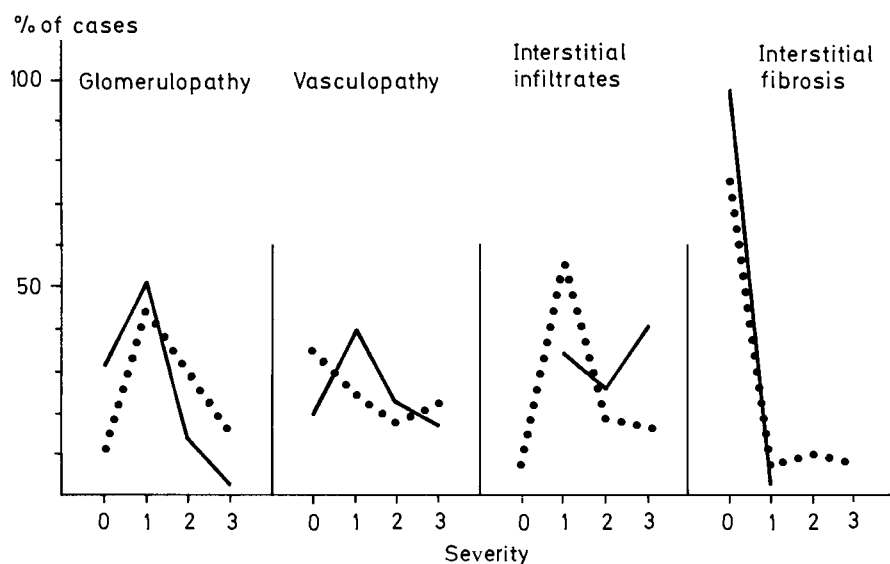 % of cases
100
50
Glomerulopathy
Vasculopathy
Interstitial
infiltrates
Interstitial
fibrosis
0 1 2 3 0 1 2 3 0 1 2 3 0 1 2 3
Severity